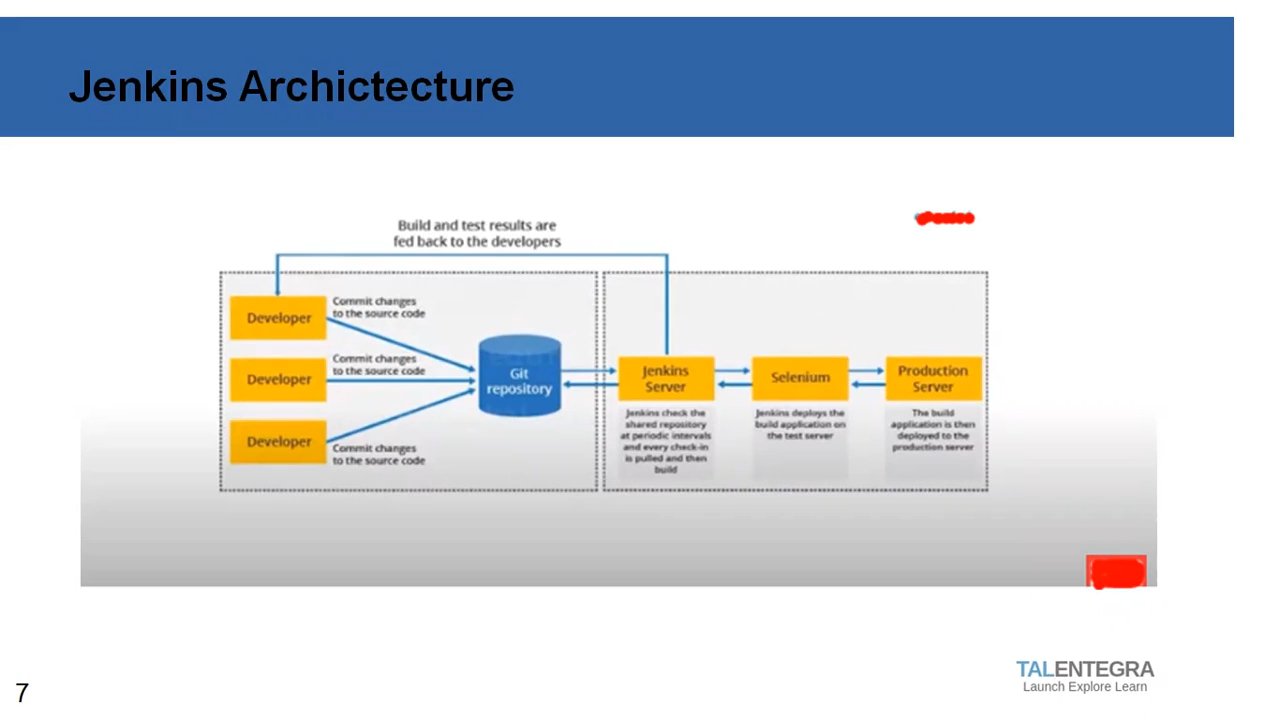 Jenkins Archictecture
Build and test results are
fed back to the developers
Developer
Commit changes
to the source code
Developer
Commit changes
to the source code
Developer
Commit changes
to the source code
Git
repository
Jenkins
Server
Jenkins check the
shared repository
at periodic intervals
and every check-in
is pulled and then
build
Selenium
Jenkins deploys the
build application on
the test server
Production
Server
The build
application is then
deployed to the
production server
TALENTEGRA
Launch Explore Learn
7